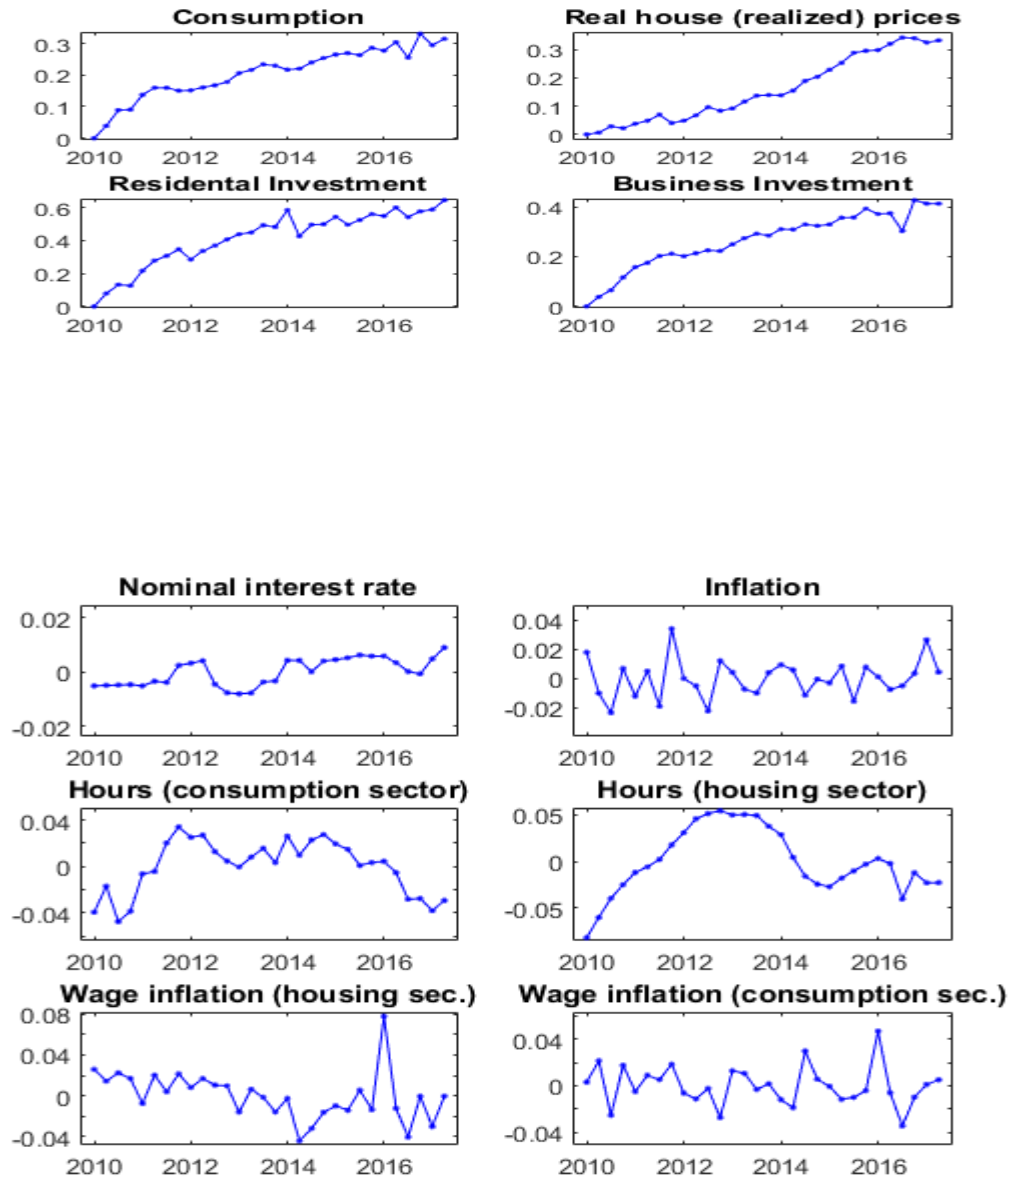 Consumption
0.3
0.2
0.1
0
2010 2012 2014 2016
Real house (realized) prices
0.3
0.2
0.1
0
2010 2012 2014 2016
Residental Investment
0.6
0.4
0.2
0
2010 2012 2014 2016
Business Investment
0.4
0.2
0
2010 2012 2014 2016
Nominal interest rate
0.02
0
-0.02
2010 2012 2014 2016
Inflation
0.04
0.02
0
-0.02
2010 2012 2014 2016
Hours (consumption sector)
0.04
0
-0.04
2010 2012 2014 2016
Hours (housing sector)
0.05
0
-0.05
2010 2012 2014 2016
Wage inflation (housing sec.)
0.08
0.04
0
-0.04
2010 2012 2014 2016
Wage inflation (consumption sec.)
0.04
0
-0.04
2010 2012 2014 2016